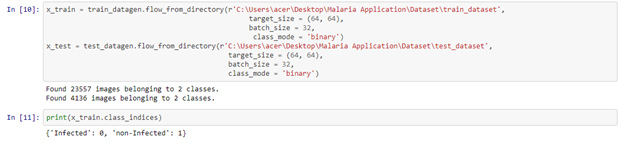 In [10]: x_train = train_datagen.flow_from_directory(r'C:\Users\acer\Desktop\Malaria Application\Dataset\train_dataset',
target_size = (64, 64),
batch_size = 32,
class_mode = 'binary')
x_test = test_datagen.flow_from_directory(r'C:\Users\acer\Desktop\Malaria Application\Dataset\test_dataset',
target_size = (64, 64),
batch_size = 32,
class_mode = 'binary')
Found 23557 images belonging to 2 classes.
Found 4136 images belonging to 2 classes.
In [11]: print(x_train.class_indices)
{'Infected': 0, 'non-Infected': 1}